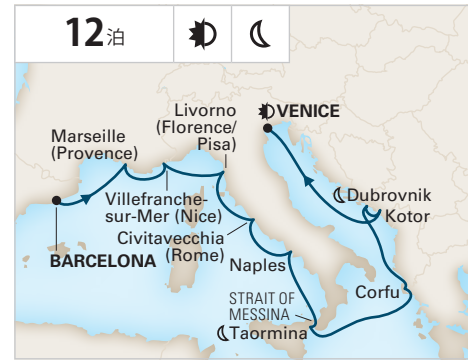 12泊
Livorno
(Florence/
Pisa)
VENICE
Marseille
(Provence)
Villefranche-
sur-Mer (Nice)
Dubrovnik
Kotor
Civitavecchia
(Rome)
BARCELONA
Naples
Corfu
STRAIT OF
MESSINA
Taormina